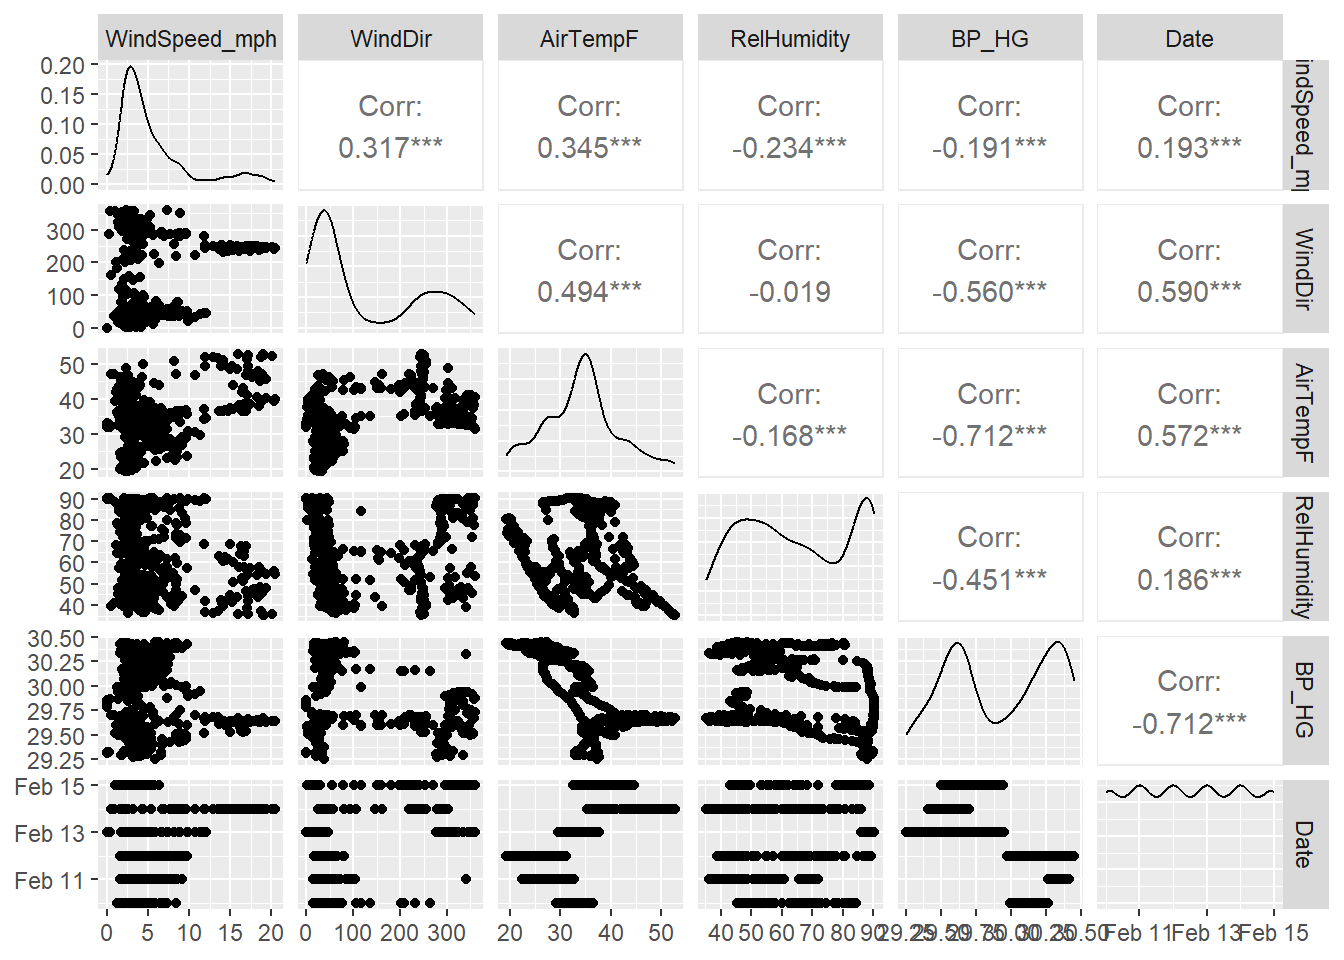 WindSpeed_mph WindDir AirTempF RelHumidity BP_HG Date
0.20
0.15
0.10
0.05
0.00
Corr:
0.317***
Corr:
0.345***
Corr:
-0.234***
Corr:
-0.191***
Corr:
0.193***
indSpeed_m
300
200
100
0
Corr:
0.494***
Corr:
-0.019
Corr:
-0.560***
Corr:
0.590***
WindDir
50
40
30
20
Corr:
-0.168***
Corr:
-0.712***
Corr:
0.572***
AirTempF
90
80
70
60
50
40
Corr:
-0.451***
Corr:
0.186***
RelHumidity
30.50
30.25
30.00
29.75
29.50
29.25
Corr:
-0.712***
BP_HG
Feb 15
Feb 13
Feb 11
Date
0 5 10 15 20
0 100 200 300
20 30 40 50
40 50 60 70 80 90
29.25 29.50 29.75 30.00 30.25 30.50
Feb 11 Feb 13 Feb 15